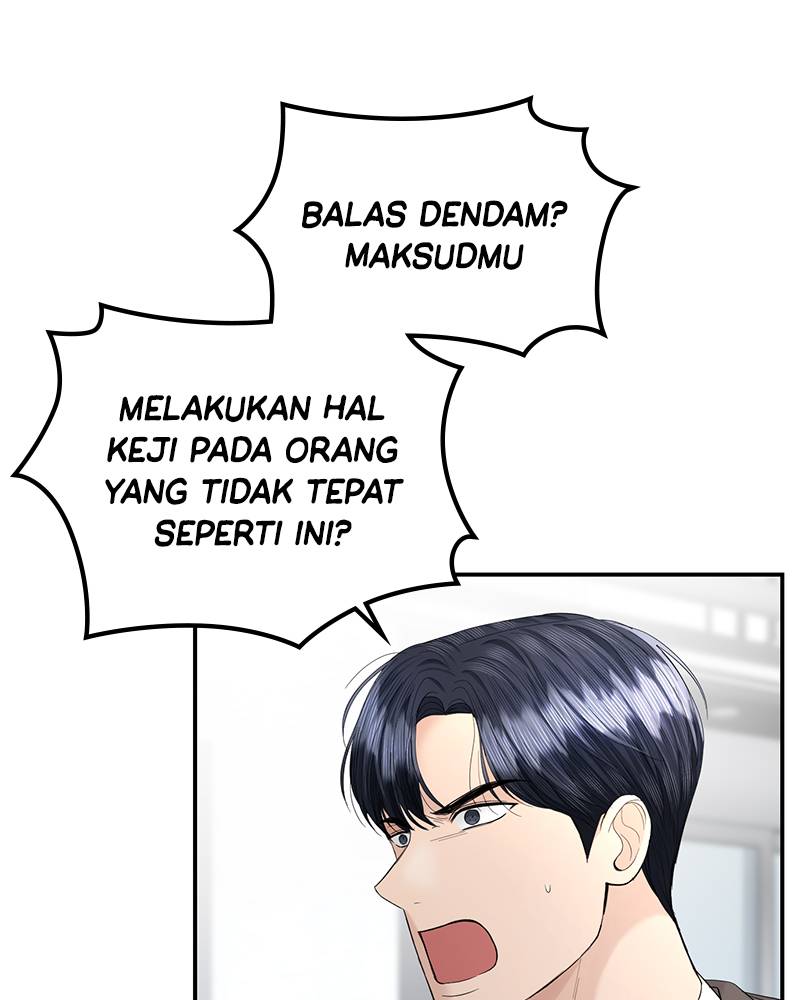 BALAS DENDAM?
MAKSUDMU
MELAKUKAN HAL
KEJI PADA ORANG
YANG TIDAK TEPAT
SEPERTI INI?